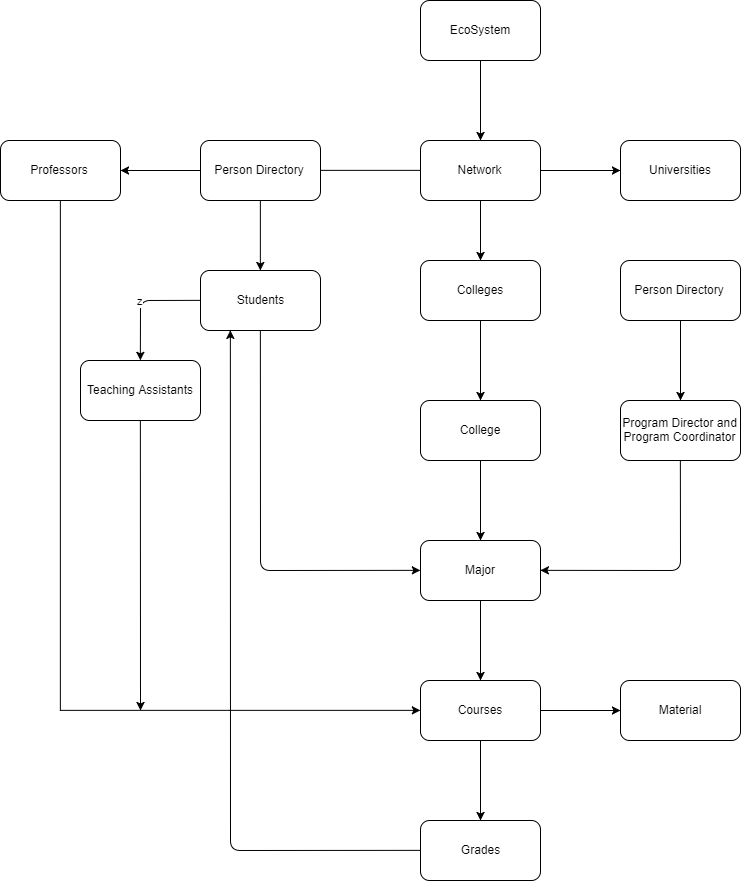 EcoSystem
Professors
Person Directory
Network
Universities
Students
Colleges
Person Directory
z
Teaching Assistants
College
Program Director and
Program Coordinator
Major
Courses
Material
Grades